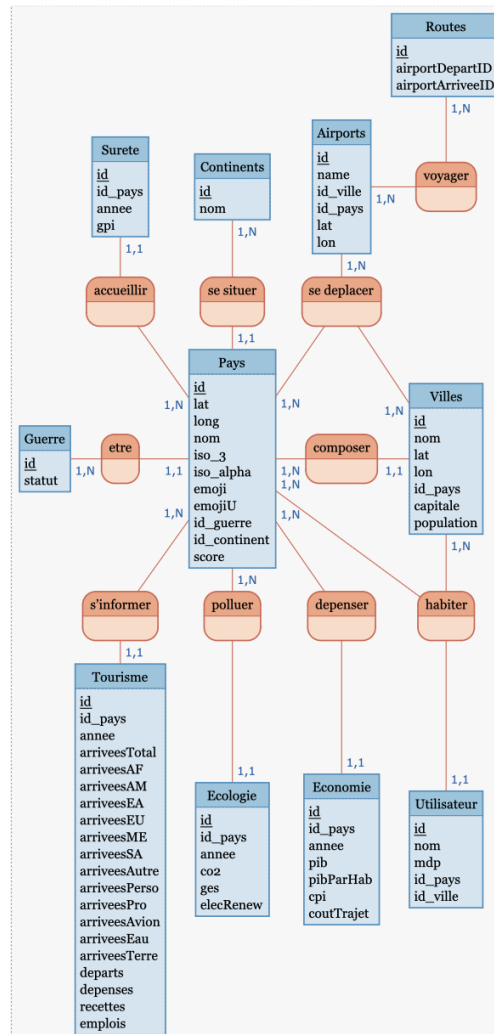 Routes
id
airportDepartID
airportArriveeID
1,N
Airports
id
name
id_ville
id_pays
lat
lon
1,N
voyager
Surete
id
id_pays
annee
gpi
1,1
Continents
id
nom
1,N
1,N
accueillir
se situer
se deplacer
1,N
1,1
1,N
1,N
Pays
id
lat
long
nom
iso_3
iso_alpha
emoji
emojiU
id_guerre
id_continent
score
Villes
id
nom
lat
lon
id_pays
capitale
population
Guerre
id
statut
1,N
etre
1,1
1,N
composer
1,1
1,N
1,N
1,N
1,N
1,N
s'informer
polluer
depenser
habiter
1,1
1,1
1,1
1,1
Tourisme
id
id_pays
annee
arriveesTotal
arriveesAF
arriveesAM
arriveesEA
arriveesEU
arriveesME
arriveesSA
arriveesAutre
arriveesPerso
arriveesPro
arriveesAvion
arriveesEau
arriveesTerre
departs
depenses
recettes
emplois
Ecologie
id
id_pays
annee
co2
ges
elecRenew
Economie
id
id_pays
annee
pib
pibParHab
cpi
coutTrajet
Utilisateur
id
nom
mdp
id_pays
id_ville